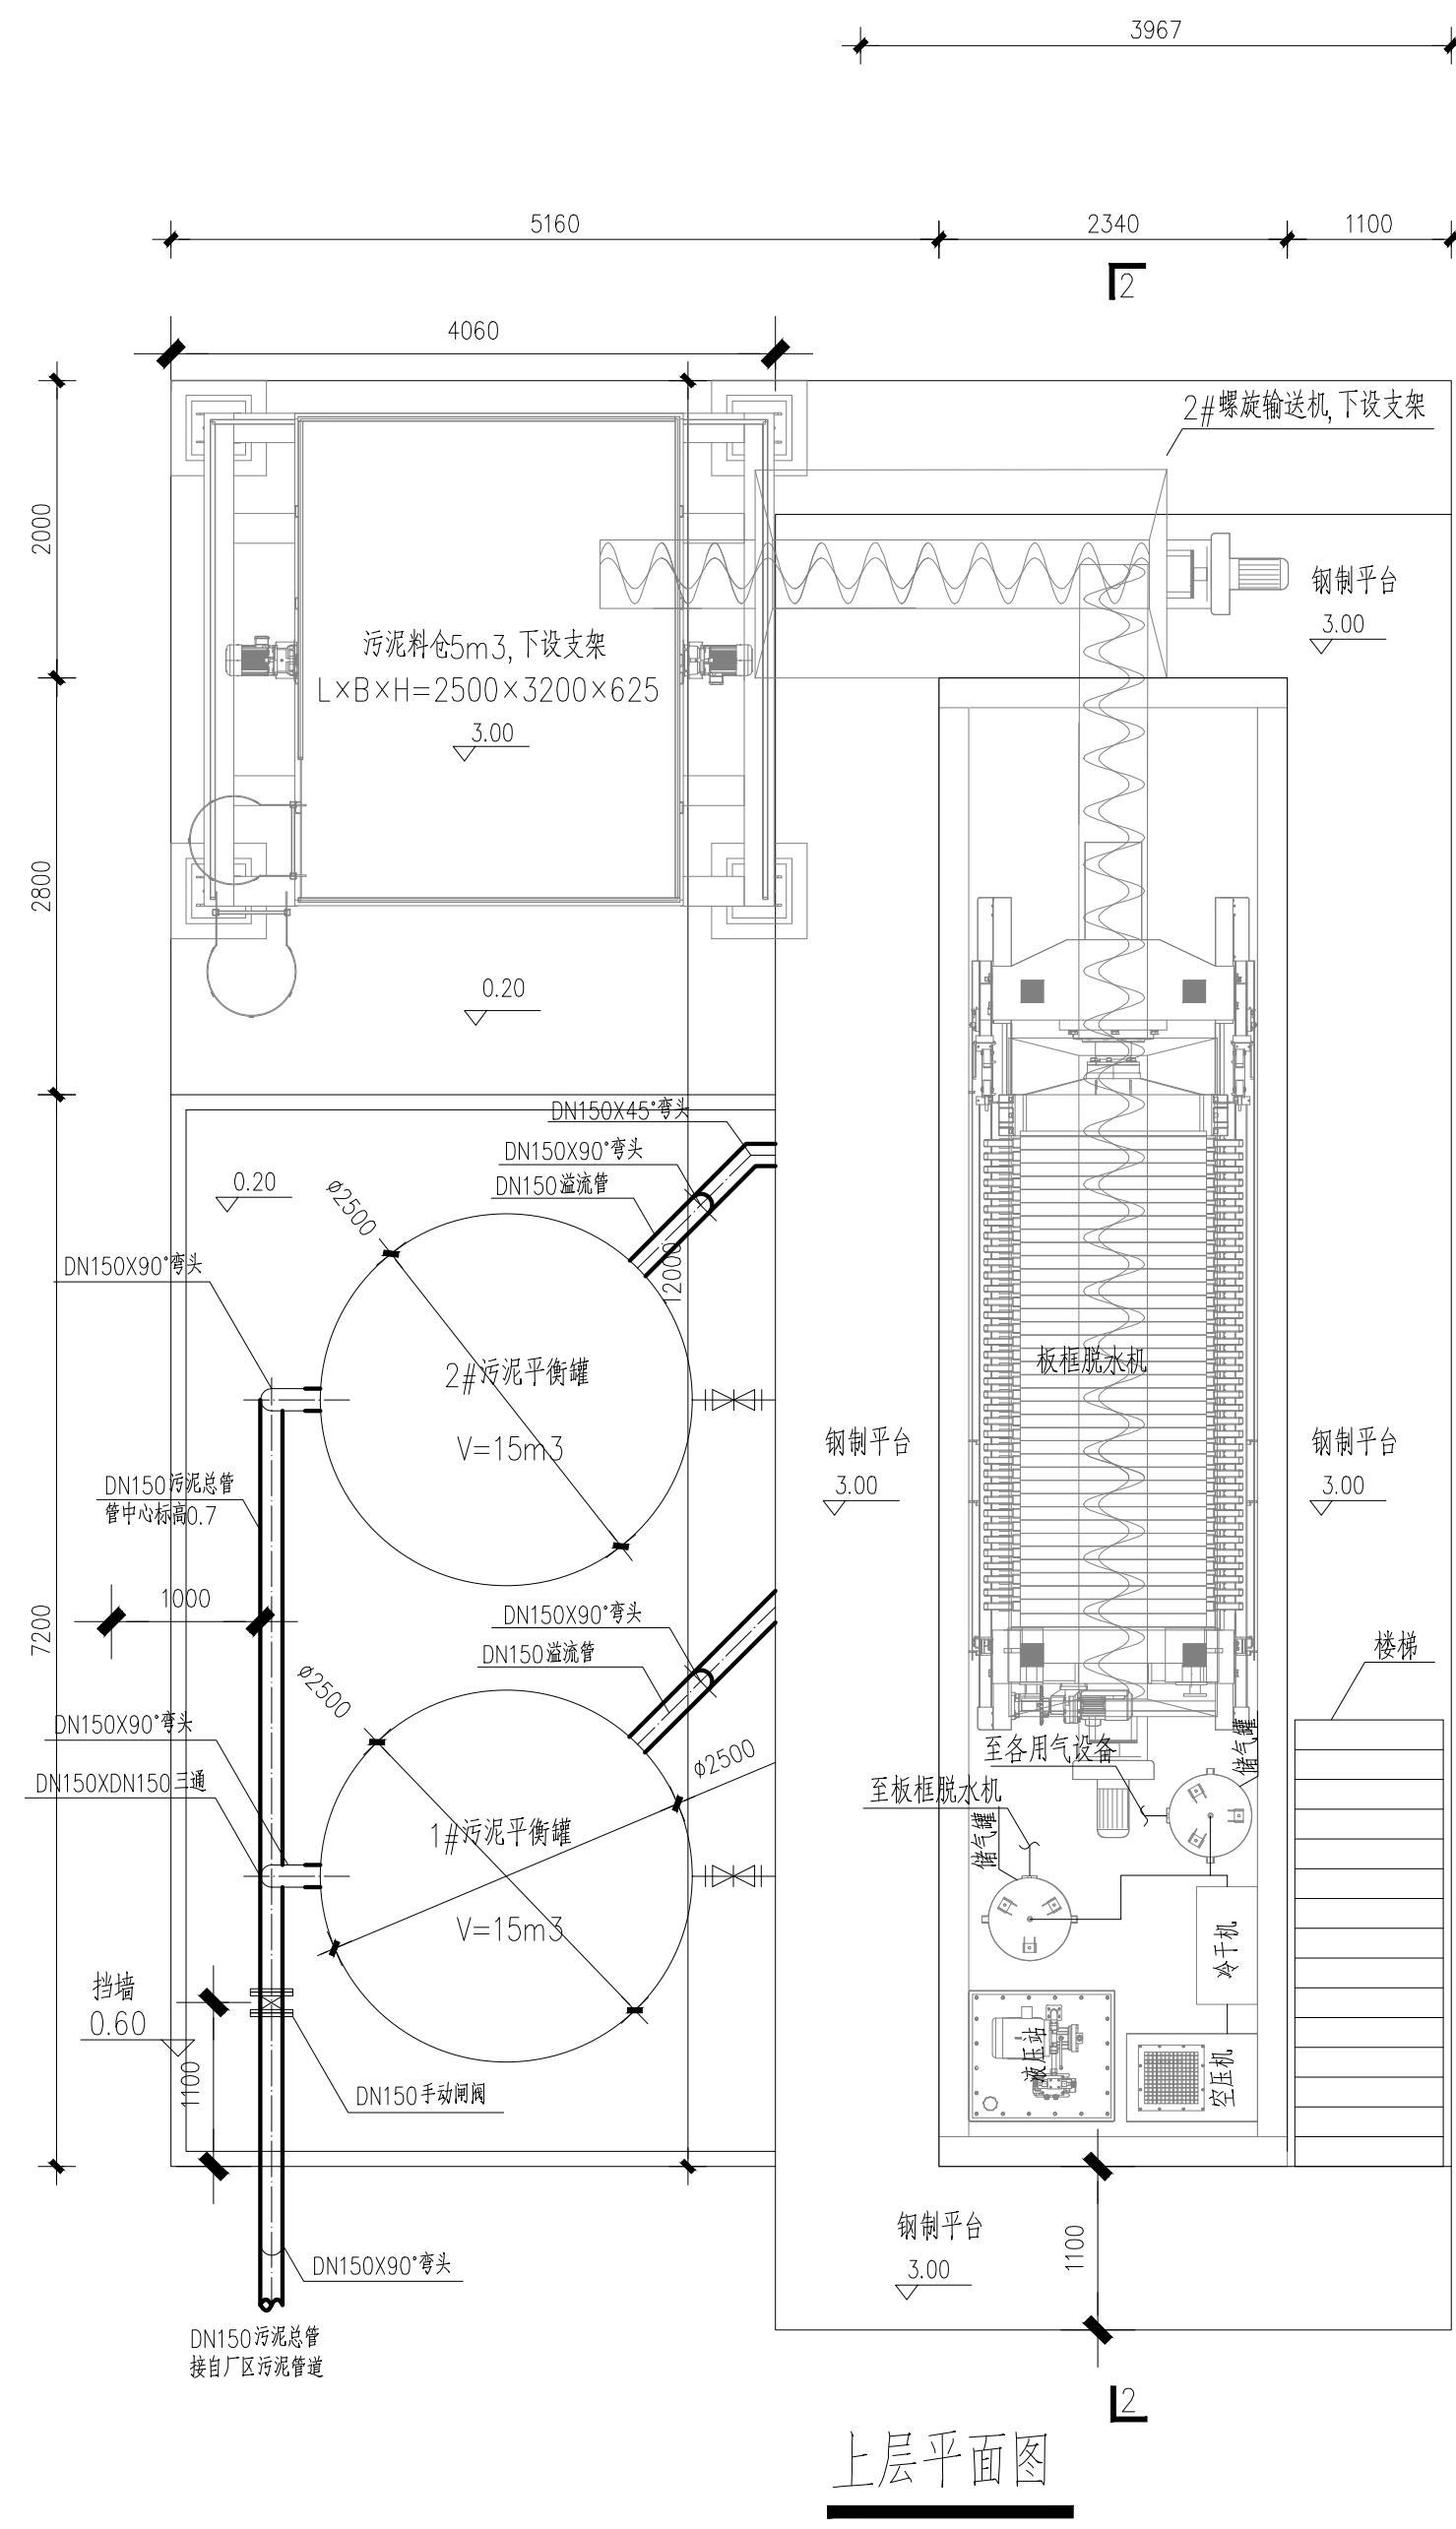 3967
5160
2340
1100
2
4060
2#螺旋输送机,下设支架
2000
钢制平台
3.00
污泥料仓5m3,下设支架
L×B×H=2500×3200×625
3.00
2800
0.20
DN150X45°弯头
DN150X90°弯头
DN150溢流管
0.20
ø2500
DN150X90°弯头
12000
2#污泥平衡罐
V=15m3
板框脱水机
钢制平台
3.00
钢制平台
3.00
DN150污泥总管
管中心标高0.7
1000
7200
DN150X90°弯头
DN150溢流管
ø2500
楼梯
DN150X90°弯头
DN150XDN150三通
ø2500
至各用气设备
储气罐
至板框脱水机
储气罐
1#污泥平衡罐
V=15m3
冷干机
挡墙
0.60
1100
液压站
空压机
DN150手动闸阀
钢制平台
3.00
1100
DN150X90°弯头
DN150污泥总管
接自厂区污泥管道
2
上层平面图